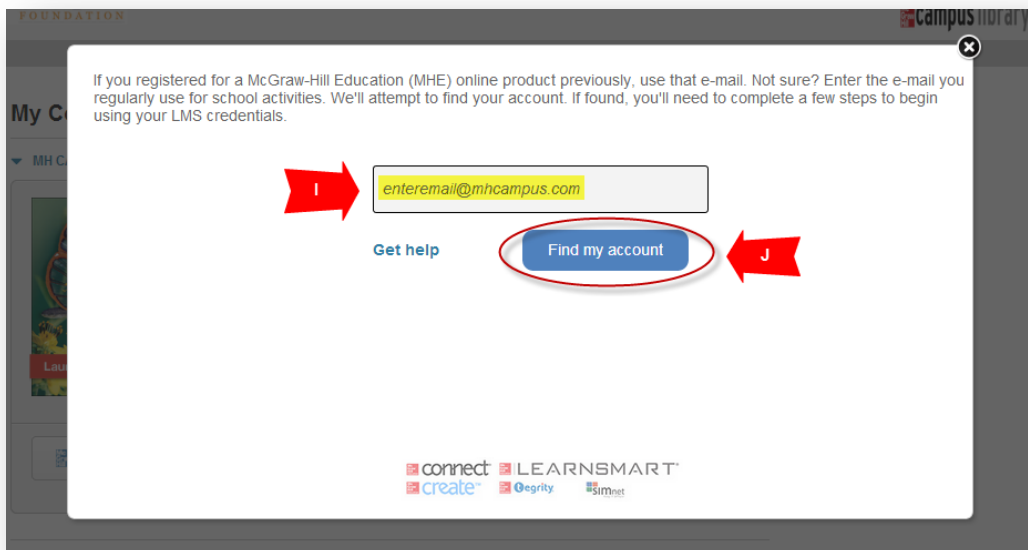 FOUNDATION
campus library
If you registered for a McGraw-Hill Education (MHE) online product previously, use that e-mail. Not sure? Enter the e-mail you
regularly use for school activities. We'll attempt to find your account. If found, you'll need to complete a few steps to begin
using your LMS credentials.
My C
MH C
I
enteremail@mhcampus.com
Get help
Find my account
J
Lau
connect LEARNSMART
create™ tegrity simnet